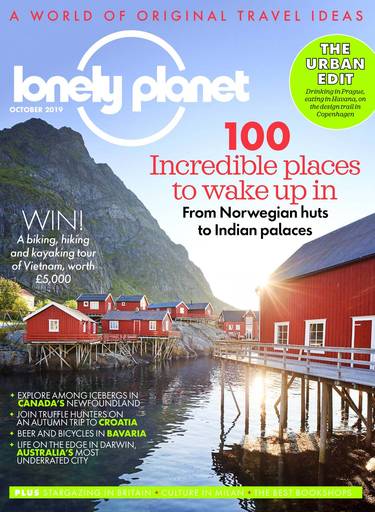 A WORLD OF ORIGINAL TRAVEL IDEAS
lonely planet
OCTOBER 2019
THE
URBAN
EDIT
Drinking in Prague,
eating in Havana, on
the design trail in
Copenhagen
100
Incredible places
to wake up in
From Norwegian huts
to Indian palaces
WIN!
A biking, hiking
and kayaking tour
of Vietnam, worth
£5,000
+ EXPLORE AMONG ICEBERGS IN
CANADA'S NEWFOUNDLAND
+ JOIN TRUFFLE HUNTERS ON
AN AUTUMN TRIP TO CROATIA
+ BEER AND BICYCLES IN BAVARIA
+ LIFE ON THE EDGE IN DARWIN,
AUSTRALIA'S MOST
UNDERRATED CITY
PLUS STARGAZING IN BRITAIN • CULTURE IN MILAN • THE BEST BOOKSHOPS